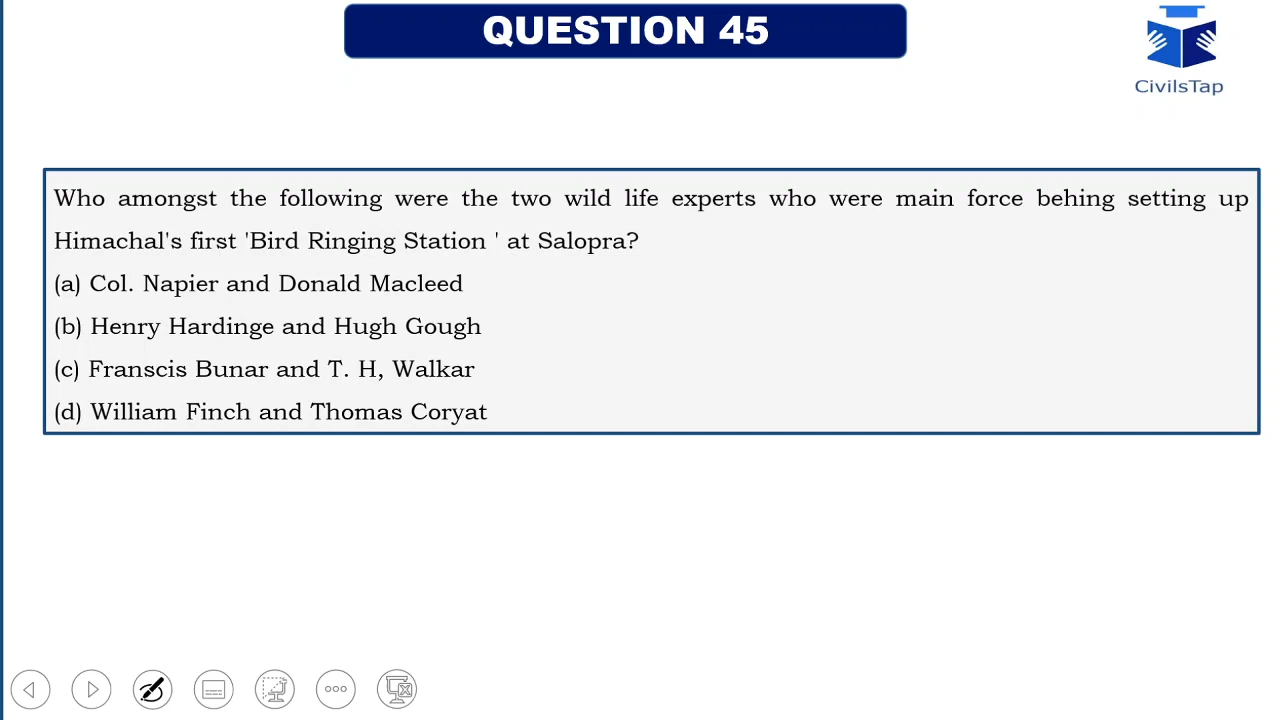 QUESTION 45
CivilsTap
Who amongst the following were the two wild life experts who were main force behing setting up
Himachal's first 'Bird Ringing Station ' at Salopra?
(a) Col. Napier and Donald Macleed
(b) Henry Hardinge and Hugh Gough
(c) Franscis Bunar and T. H, Walkar
(d) William Finch and Thomas Coryat